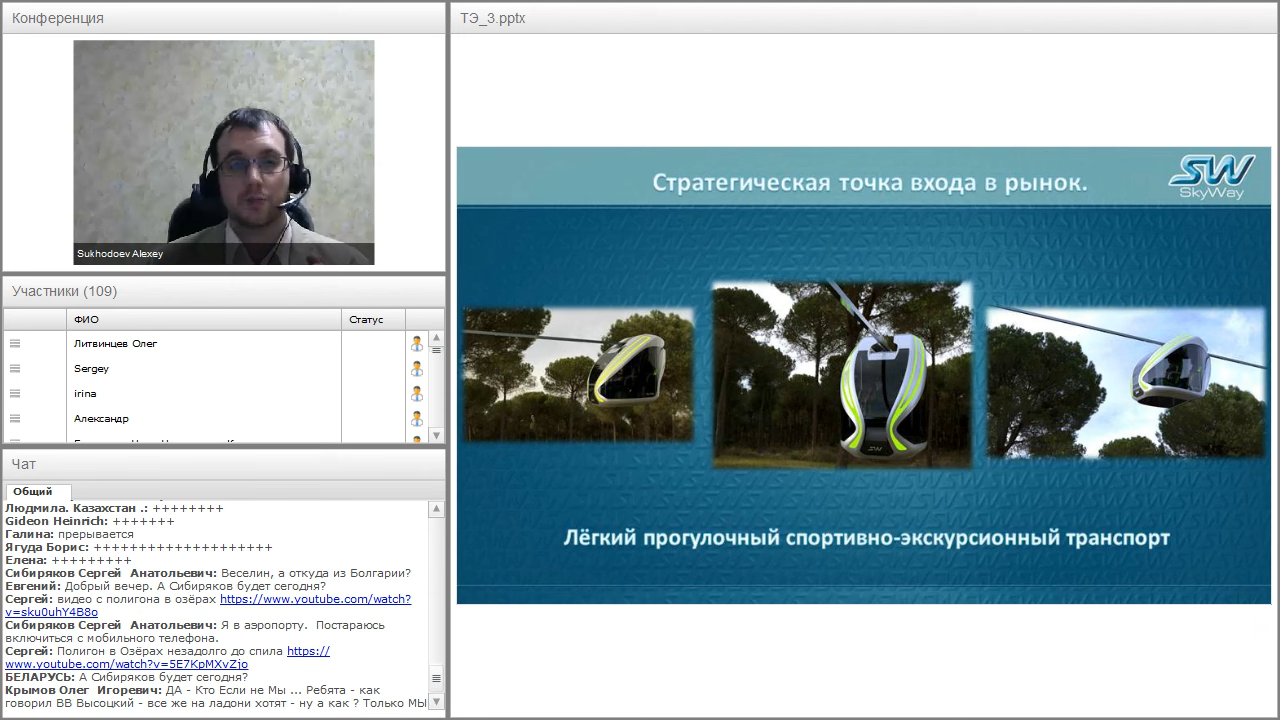 Конференция
Sukhodoev Alexey
Участники (109)
ФИО Статус
Литвинцев Олег
Sergey
irina
Александр
Чат
Общий
Людмила. Казахстан .: ++++++++
Gideon Heinrich: +++++++
Галина: прерывается
Ягуда Борис: ++++++++++++++++++++
Елена: +++++++++
Сибиряков Сергей Анатольевич: Веселин, а откуда из Болгарии?
Евгений: Добрый вечер. А Сибиряков будет сегодня?
Сергей: видео с полигона в озёрах https://www.youtube.com/watch?
v=sku0uhY4B8o
Сибиряков Сергей Анатольевич: Я в аэропорту. Постараюсь
включиться с мобильного телефона.
Сергей: Полигон в Озёрах незадолго до спила https://
www.youtube.com/watch?v=5E7KpMXvZjo
БЕЛАРУСЬ: А Сибиряков будет сегодня?
Крымов Олег Игоревич: ДА - Кто Если не Мы ... Ребята - как
говорил ВВ Высоцкий - все же на ладони хотят - ну а как ? Только МЫ
ТЭ_3.pptx
Стратегическая точка входа в рынок.
SW
SkyWay
SW
Лёгкий прогулочный спортивно-экскурсионный транспорт